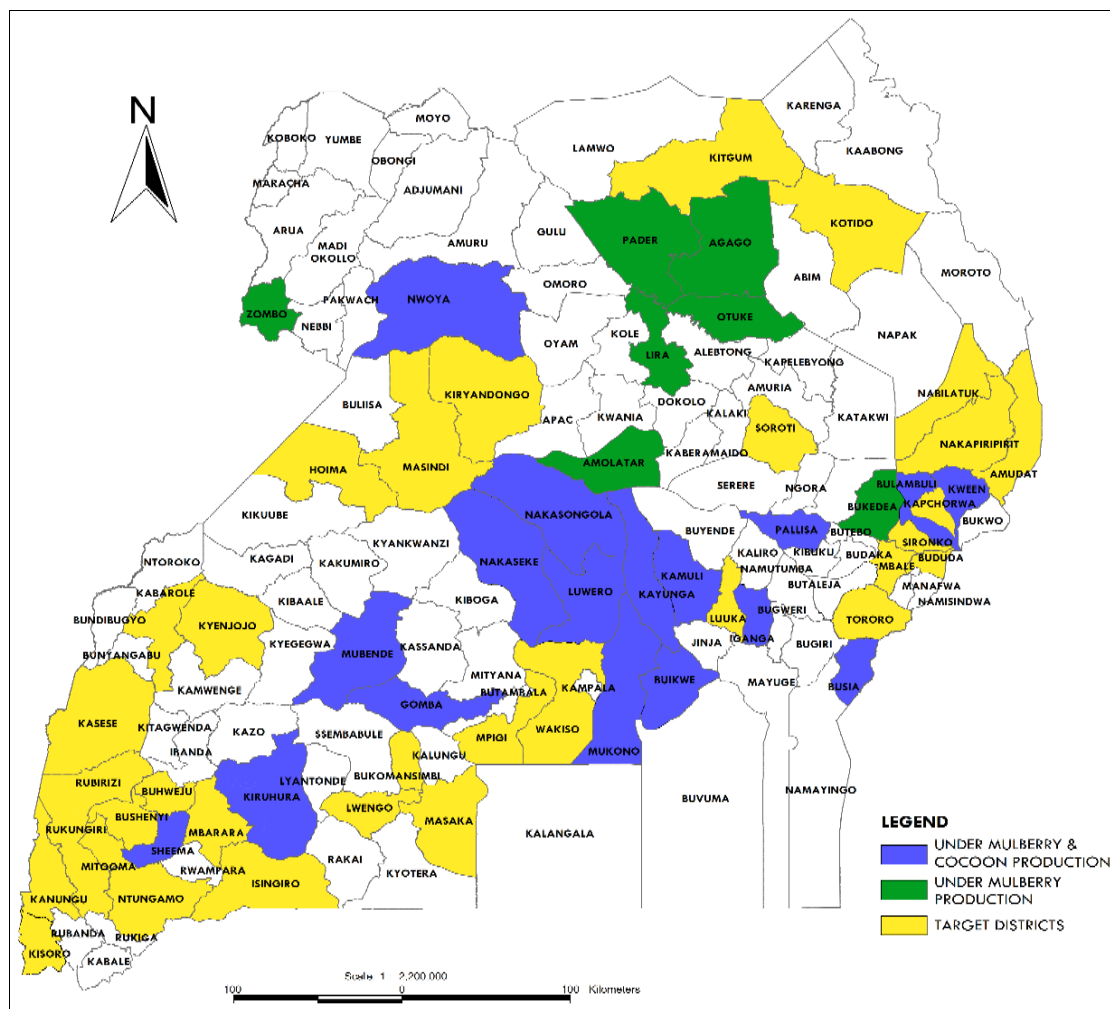 N
KARENGA
MOYO
KOBOKO
YUMBE
LAMWO
KAABONG
OBONGI
KITGUM
MARACHA
ADJUMANI
KOTIDO
ARUA
GULU
PADER
AGAGO
MADI
OKOLLO
AMURU
MOROTO
ABIM
OMORO
PAKWACH
NWOYA
ZOMBO
OTUKE
NEBBI
KOLE
NAPAK
OYAM
LIRA
ALEBTONG
KAPELEBYONG
AMURIA
KIRYANDONGO
NABILATUK
BULIISA
DOKOLO
KALAKI
APAC
KWANIA
KATAKWI
SOROTI
NAKAPIRIPIRIT
KABERAMAIDO
AMOLATAR
HOIMA
MASINDI
AMUDAT
SERERE
NGORA
BULAMBULI
KWEEN
KAPCHORWA
BUKEDEA
NAKASONGOLA
KIKUUBE
BUYENDE
PALLISA
BUTEBO
BUKWO
KYANKWANZI
SIRONKO
KAGADI
KAKUMIRO
NTOROKO
NAKASEKE
KALIRO
KIBUKU
BUDAKA
BUDUDA
NAMUTUMBA
MBALE
KAMULI
LUWERO
KAYUNGA
BUTALEJA
MANAFWA
NAMISINDWA
KABAROLE
KIBAALE
KIBOGA
BUGWERI
BUNDIBUGYO
KYENJOJO
LUUKA
TORORO
IGANGA
KYEGEGWA
MUBENDE
KASSANDA
JINJA
BUGIRI
BUNYANGABU
MITYANA
KAMWENGE
BUTAMBALA
KAMPALA
BUIKWE
MAYUGE
BUSIA
GOMBA
KASESE
KITAGWENDA
KAZO
SSEMBABULE
MPIGI
WAKISO
IBANDA
KALUNGU
MUKONO
RUBIRIZI
LYANTONDE
BUKOMANSIMBI
BUHWEJU
KIRUHURA
BUVUMA
NAMAYINGO
BUSHENYI
LWENGO
MASAKA
RUKUNGIRI
MBARARA
KALANGALA
SHEEMA
MITOOMA
RWAMPARA
RAKAI
KYOTERA
ISINGIRO
KANUNGU
NTUNGAMO
RUBANDA
RUKIGA
KISORO
KABALE
LEGEND
UNDER MULBERRY &
COCOON PRODUCTION
UNDER MULBERRY
PRODUCTION
TARGET DISTRICTS
Scale 1 2,200,000
100 0 100 Kilometers